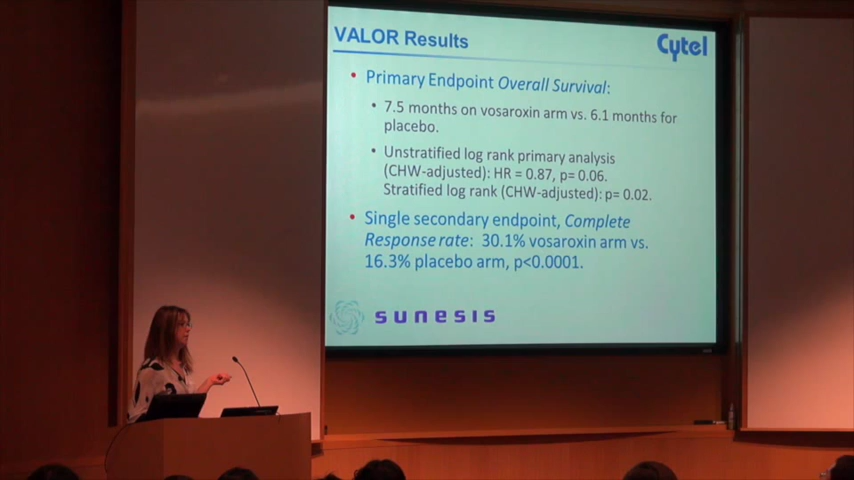 VALOR Results
Cytel
• Primary Endpoint Overall Survival:
• 7.5 months on vosaroxin arm vs. 6.1 months for
placebo.
• Unstratified log rank primary analysis
(CHW-adjusted): HR = 0.87, p= 0.06.
Stratified log rank (CHW-adjusted): p= 0.02.
• Single secondary endpoint, Complete
Response rate: 30.1% vosaroxin arm vs.
16.3% placebo arm, p<0.0001.
sunesis